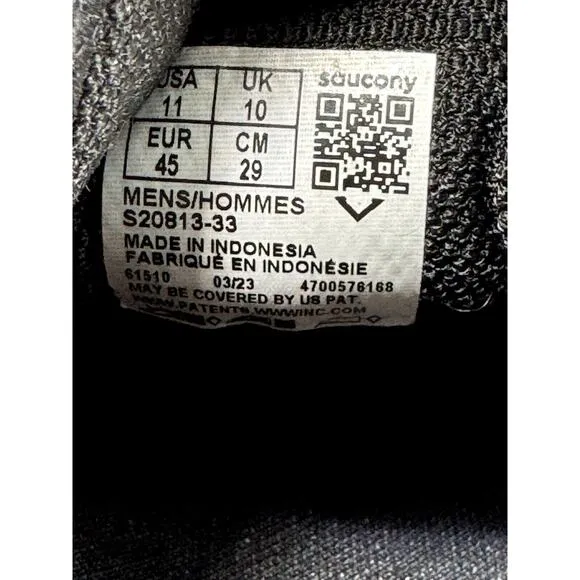 USA UK saucony
11 10
EUR CM
45 29
MENS/HOMMES
S20813-33
MADE IN INDONESIA
FABRIQUÉ EN INDONÉSIE
61510 03/23 4700576168
MAY BE COVERED BY US PAT.
WWW.PATENTS.WWWINC.COM